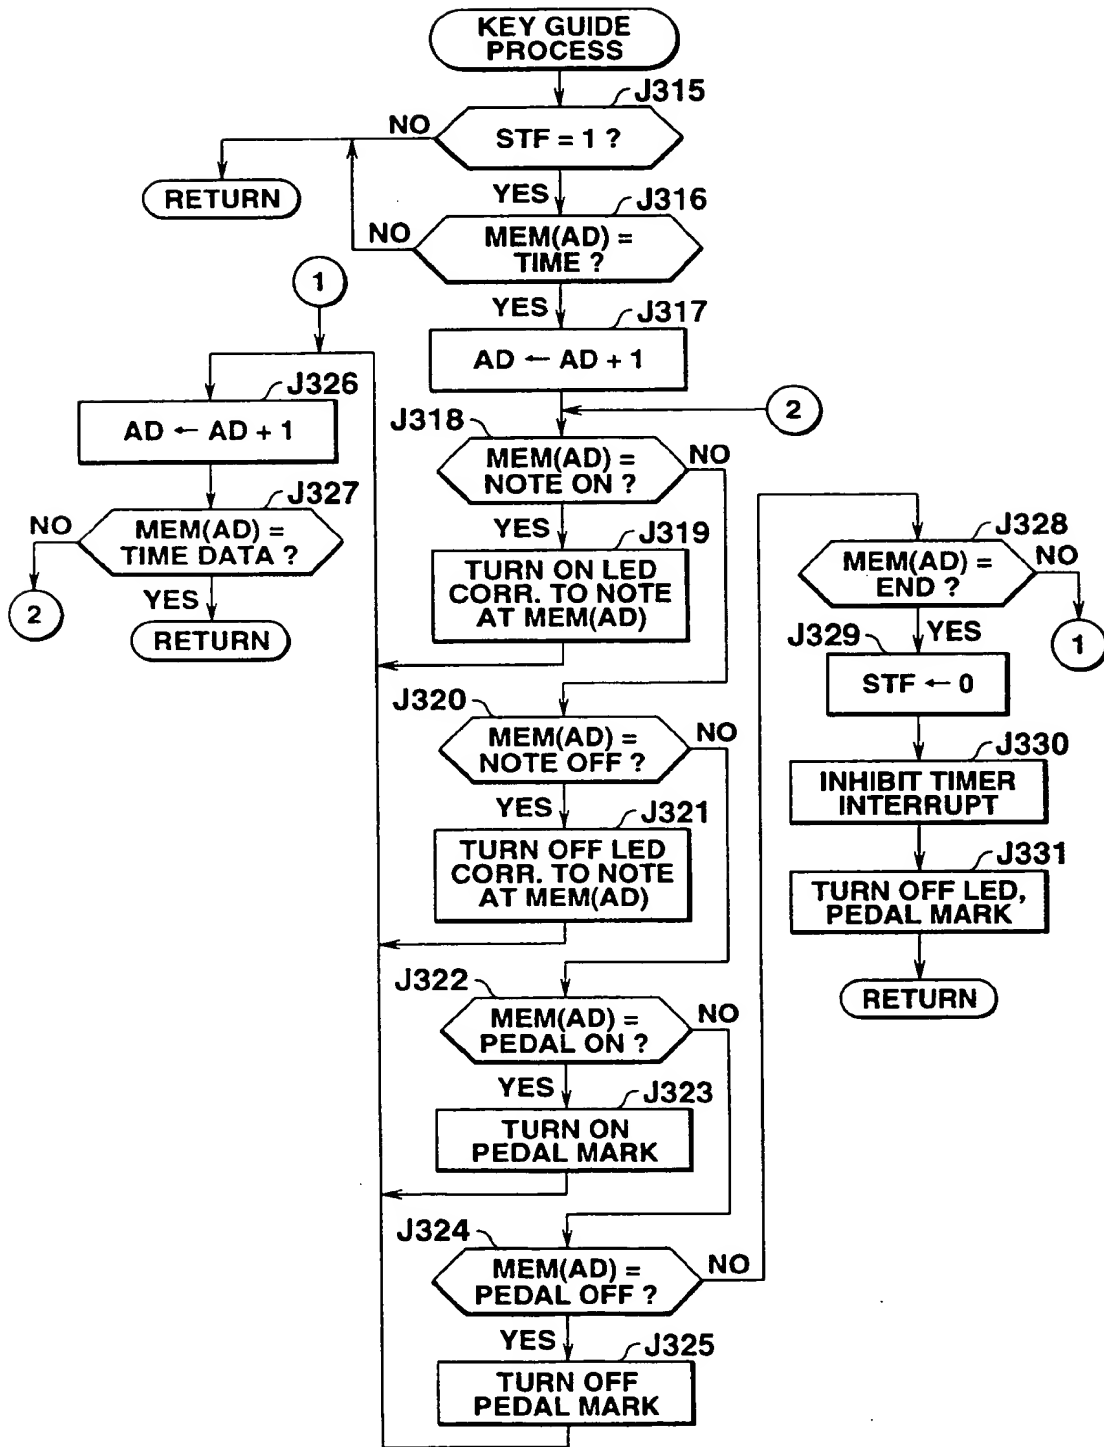 KEY GUIDE
PROCESS
J315
STF = 1 ?
NO
YES
RETURN
J316
MEM(AD) =
TIME ?
NO
YES
1
J317
AD ← AD + 1
2
J326
AD ← AD + 1
J327
MEM(AD) =
TIME DATA ?
NO
YES
2
RETURN
J318
MEM(AD) =
NOTE ON ?
NO
YES
J319
TURN ON LED
CORR. TO NOTE
AT MEM(AD)
J320
MEM(AD) =
NOTE OFF ?
NO
YES
J321
TURN OFF LED
CORR. TO NOTE
AT MEM(AD)
J322
MEM(AD) =
PEDAL ON ?
NO
YES
J323
TURN ON
PEDAL MARK
J324
MEM(AD) =
PEDAL OFF ?
NO
YES
J325
TURN OFF
PEDAL MARK
J328
MEM(AD) =
END ?
NO
YES
1
J329
STF ← 0
J330
INHIBIT TIMER
INTERRUPT
J331
TURN OFF LED,
PEDAL MARK
RETURN